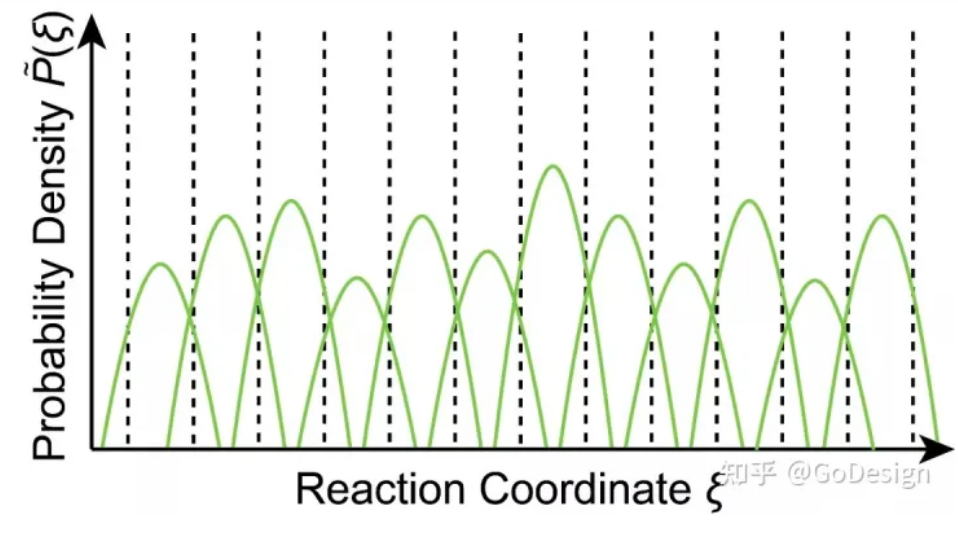 Probability Density P̃(ξ)
Reaction Coordinate ξ
知乎 @GoDesign